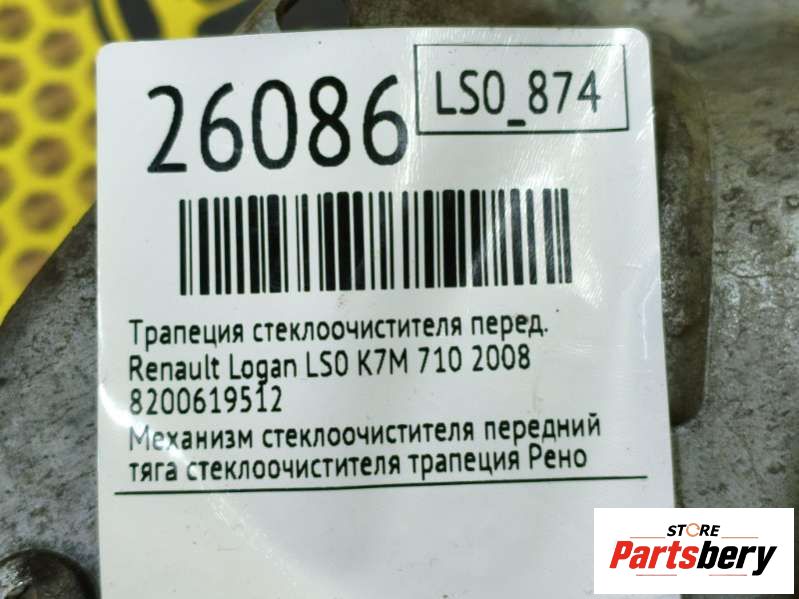 26086
LS0_874
Трапеция стеклоочистителя перед.
Renault Logan LS0 K7M 710 2008
8200619512
Механизм стеклоочистителя передний
тяга стеклоочистителя трапеция Рено
STORE
Partsbery